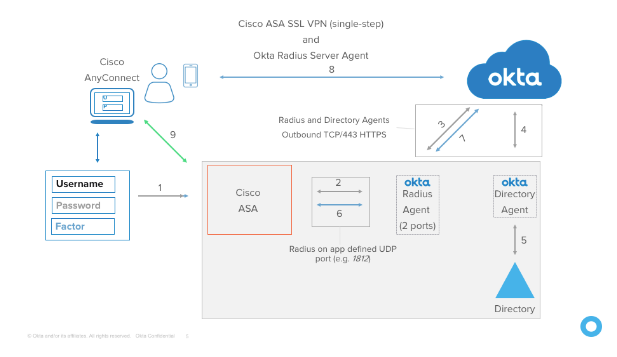 Cisco ASA SSL VPN (single-step)
and
Okta Radius Server Agent
8
Cisco
AnyConnect
okta
Radius and Directory Agents
Outbound TCP/443 HTTPS
3
7
4
9
Username
Password
Factor
1
Cisco
ASA
2
6
okta
Radius
Agent
(2 ports)
okta
Directory
Agent
5
Radius on app defined UDP
port (e.g. 1812)
Directory
© Okta and/or its affiliates. All rights reserved Okta Confidential